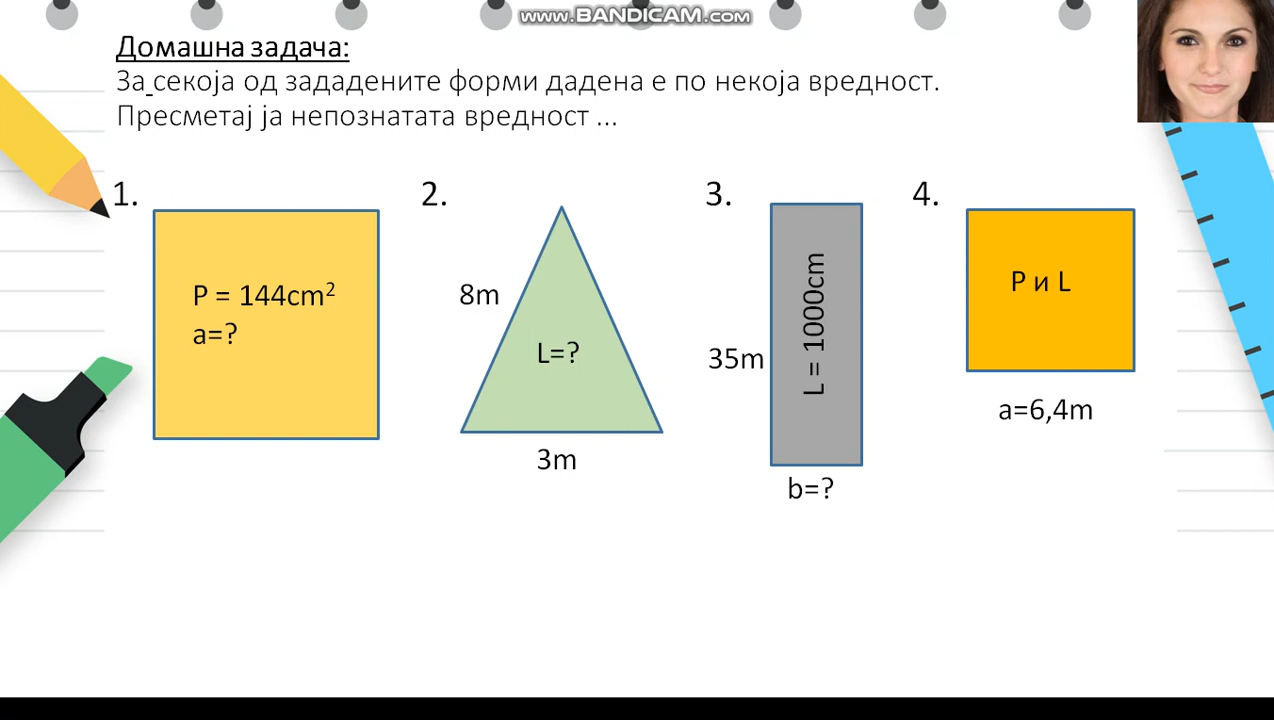 www.BANDICAM.com
Домашна задача:
За секоја од зададените форми дадена е по некоја вредност.
Пресметај ја непознатата вредност ...
1.
P = 144cm²
a=?
2.
8m
L=?
3m
3.
35m
L = 1000cm
b=?
4.
P и L
a=6,4m